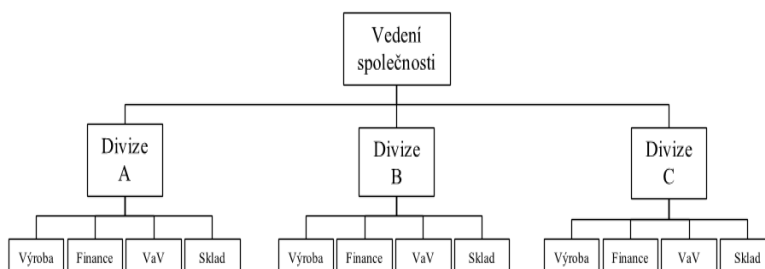 Vedení
společnosti
Divize
A
Divize
B
Divize
C
Výroba
Finance
VaV
Sklad
Výroba
Finance
VaV
Sklad
Výroba
Finance
VaV
Sklad